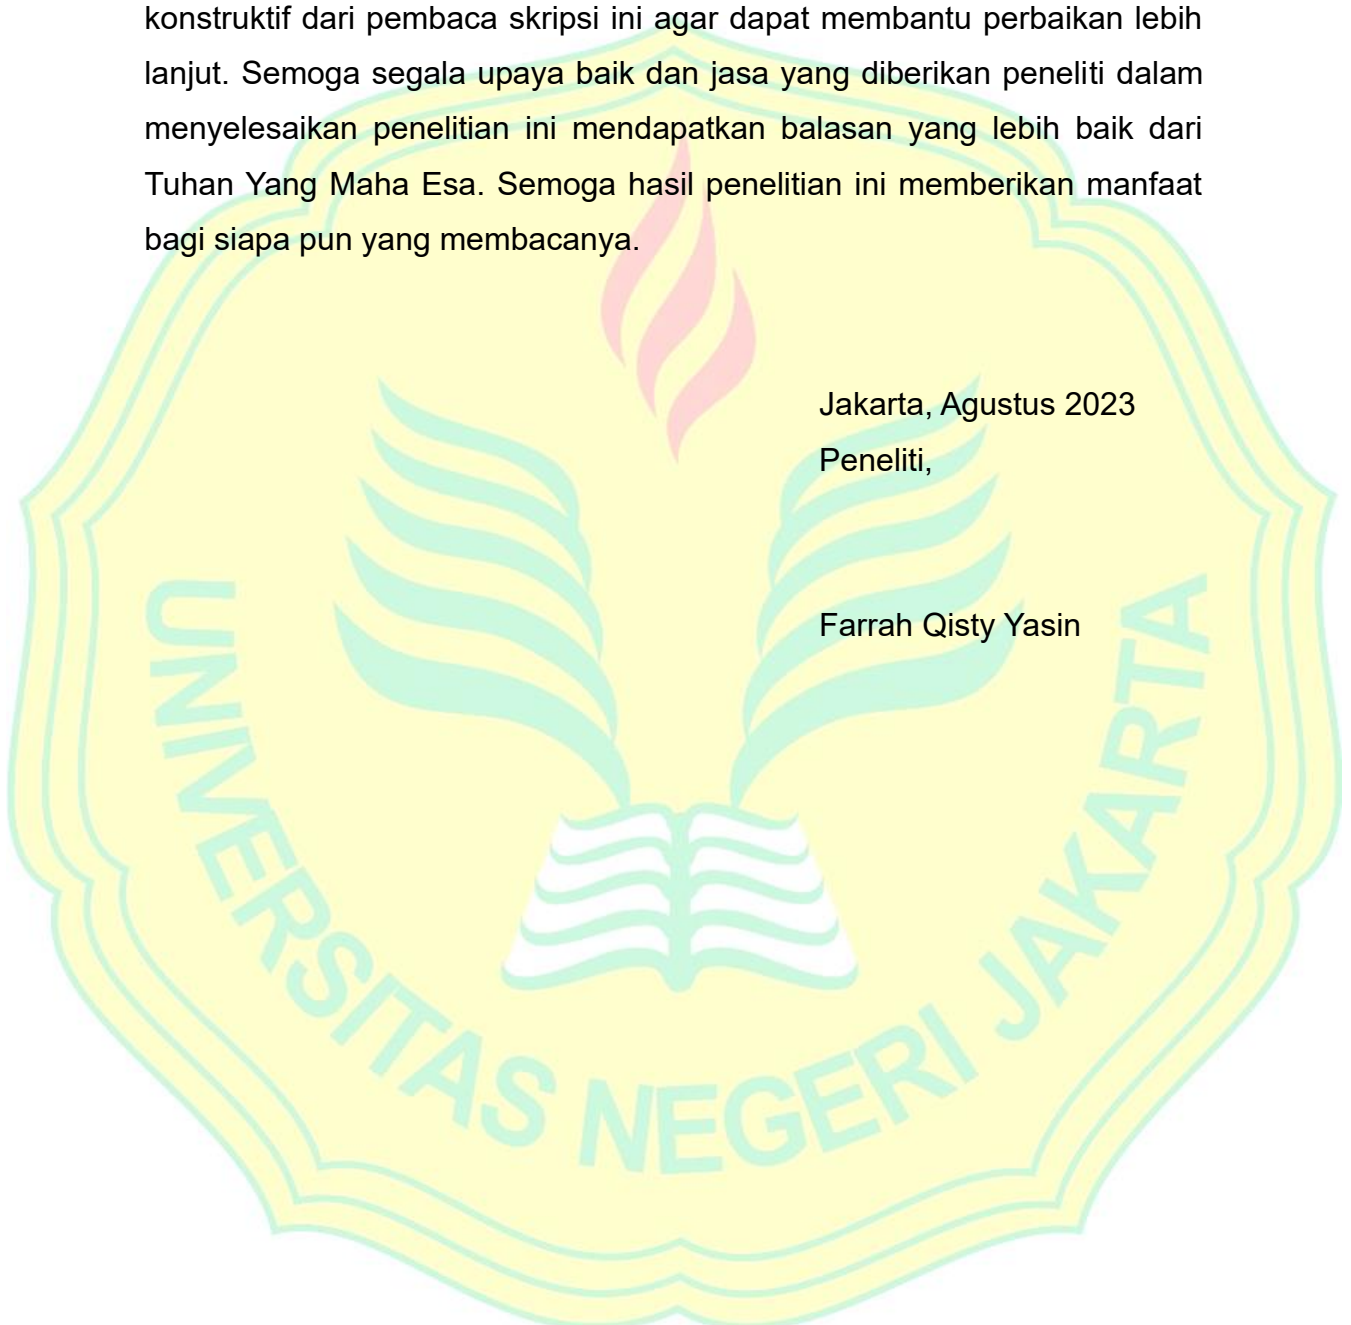 konstruktif dari pembaca skripsi ini agar dapat membantu perbaikan lebih
lanjut. Semoga segala upaya baik dan jasa yang diberikan peneliti dalam
menyelesaikan penelitian ini mendapatkan balasan yang lebih baik dari
Tuhan Yang Maha Esa. Semoga hasil penelitian ini memberikan manfaat
bagi siapa pun yang membacanya.
Jakarta, Agustus 2023
Peneliti,
Farrah Qisty Yasin
UNIVERSITAS NEGERI JAKARTA